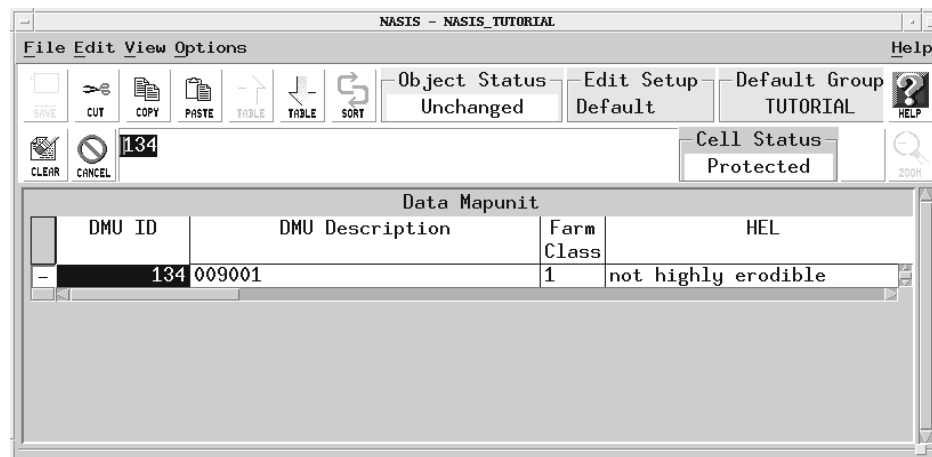 NASIS - NASIS_TUTORIAL
File Edit View Options Help
SAVE CUT COPY PASTE TABLE TABLE SORT Object Status Unchanged Edit Setup Default Default Group TUTORIAL HELP
CLEAR CANCEL 134 Cell Status Protected ZOOM
Data Mapunit
DMU ID DMU Description Farm Class HEL
134 009001 1 not highly erodible